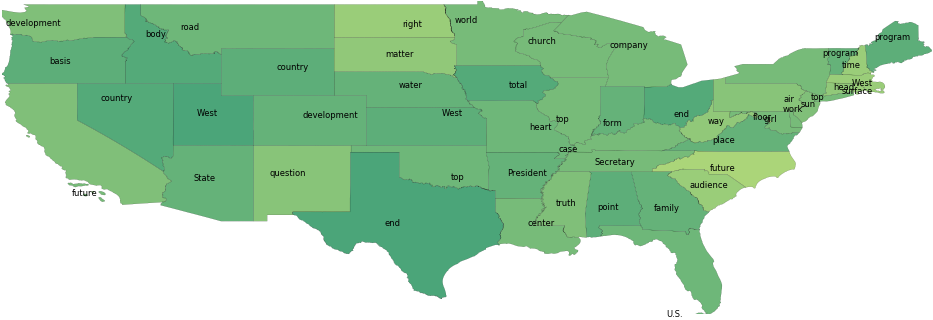 development
body
road
right
world
church
company
program
program
time
basis
country
matter
country
water
total
West
head
surface
air
top
work
sun
West
development
West
heart
top
form
end
way
floor
girl
place
case
State
question
top
President
Secretary
future
audience
future
end
center
truth
point
family
U.S.